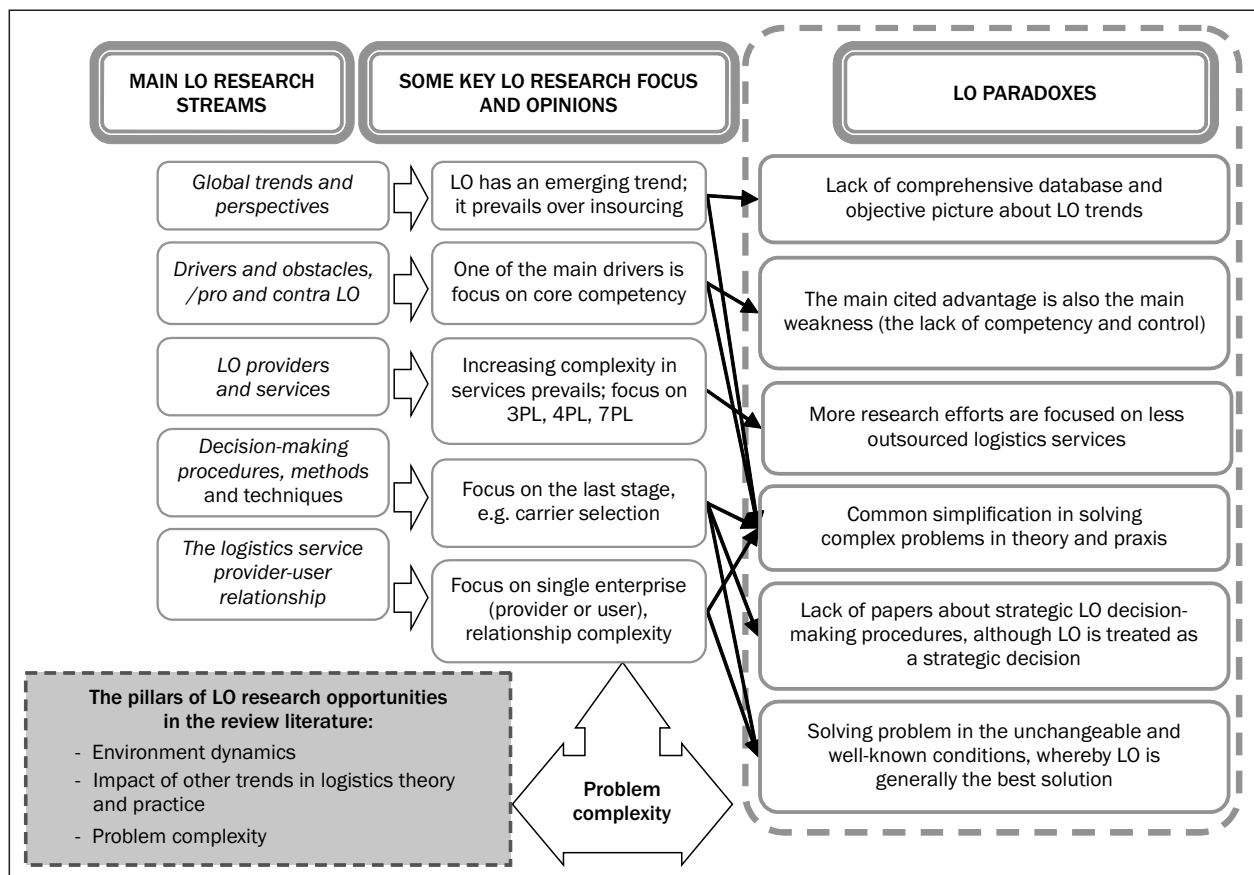 MAIN LO RESEARCH
STREAMS
SOME KEY LO RESEARCH FOCUS
AND OPINIONS
LO PARADOXES
Global trends and
perspectives
Drivers and obstacles,
/pro and contra LO
LO providers
and services
Decision-making
procedures, methods
and techniques
The logistics service
provider-user
relationship
LO has an emerging trend;
it prevails over insourcing
One of the main drivers is
focus on core competency
Increasing complexity in
services prevails; focus on
3PL, 4PL, 7PL
Focus on the last stage,
e.g. carrier selection
Focus on single enterprise
(provider or user),
relationship complexity
Lack of comprehensive database and
objective picture about LO trends
The main cited advantage is also the main
weakness (the lack of competency and control)
More research efforts are focused on less
outsourced logistics services
Common simplification in solving
complex problems in theory and praxis
Lack of papers about strategic LO decision-
making procedures, although LO is treated as
a strategic decision
Solving problem in the unchangeable and
well-known conditions, whereby LO is
generally the best solution
The pillars of LO research opportunities
in the review literature:
- Environment dynamics
- Impact of other trends in logistics theory
and practice
- Problem complexity
Problem
complexity